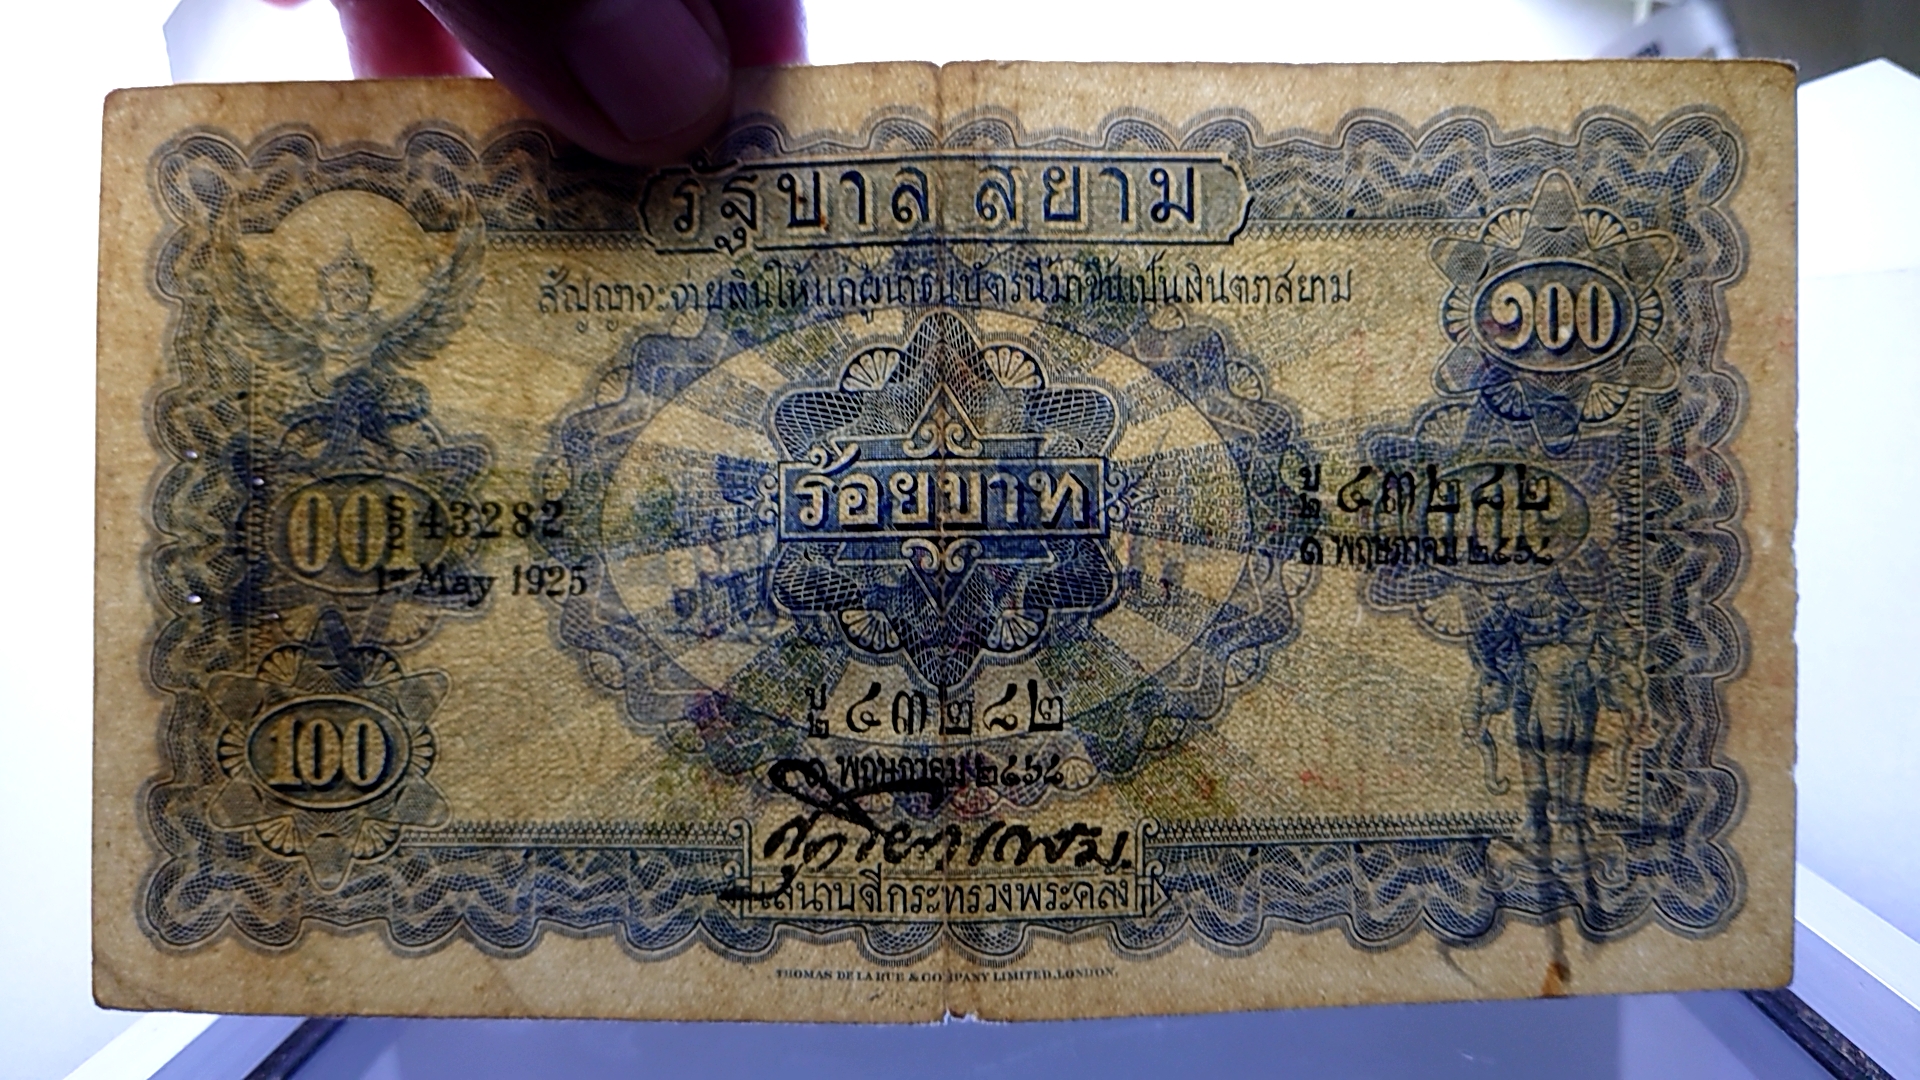 รัฐบาลสยาม
สัญญาจะจ่ายเงินให้แก่ผู้นำธนบัตรนี้มาขึ้นเป็นเงินตราสยาม
๑๐๐
ร้อยบาท
43282
1st May 1925
๔๓๒๘๒
๑ พฤษภาคม ๒๔๖๘
100
๔๓๒๘๒
๑ พฤษภาคม ๒๔๖๘
เสนาบดีกระทรวงพระคลังฯ
THOMAS DE LA RUE & COMPANY LIMITED, LONDON.